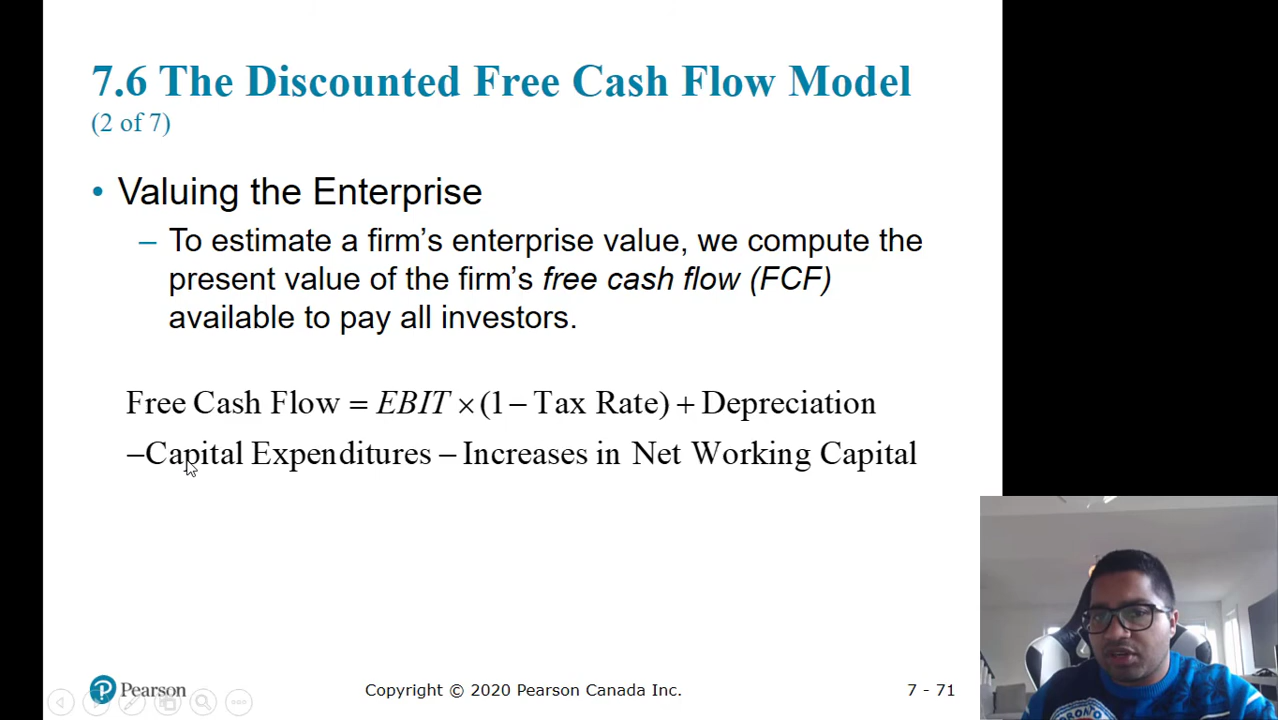 7.6 The Discounted Free Cash Flow Model
(2 of 7)
• Valuing the Enterprise
– To estimate a firm's enterprise value, we compute the
present value of the firm's free cash flow (FCF)
available to pay all investors.
Free Cash Flow = EBIT × (1 − Tax Rate) + Depreciation
−Capital Expenditures − Increases in Net Working Capital
P Pearson
Copyright © 2020 Pearson Canada Inc.
7 - 71
TORONTO